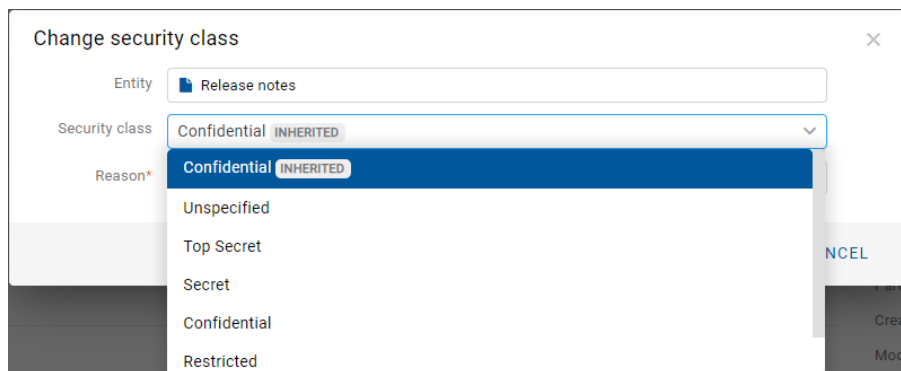 Change security class
Entity Release notes
Security class Confidential INHERITED
Confidential INHERITED
Reason*
Unspecified
Top Secret
NCEL
Secret
Confidential
Crea
Restricted